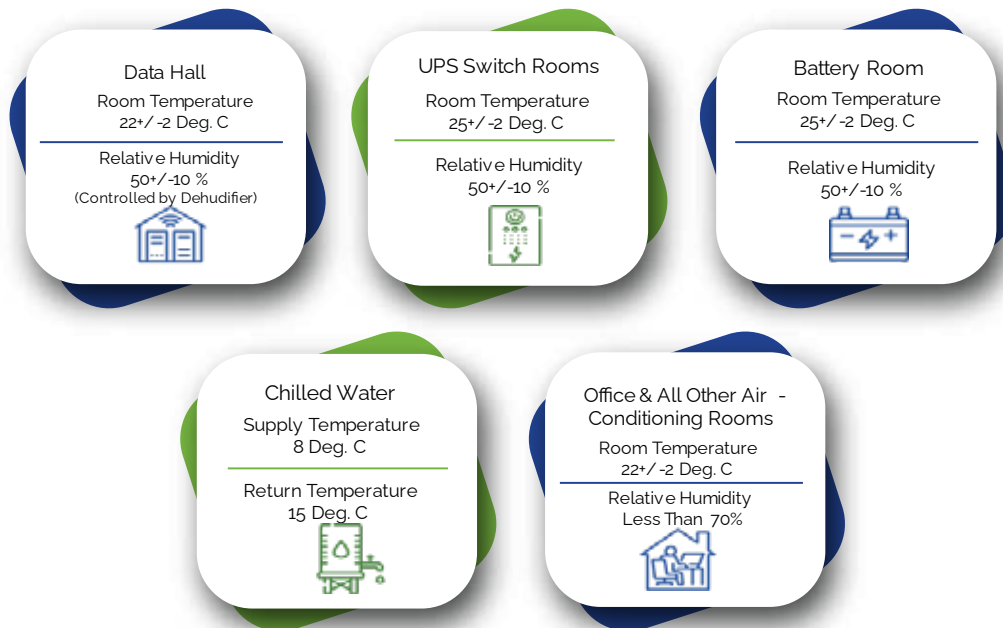 Data Hall
Room Temperature
22+/-2 Deg. C
Relative Humidity
50+/-10 %
(Controlled by Dehudifier)
UPS Switch Rooms
Room Temperature
25+/-2 Deg. C
Relative Humidity
50+/-10 %
Battery Room
Room Temperature
25+/-2 Deg. C
Relative Humidity
50+/-10 %
Chilled Water
Supply Temperature
8 Deg. C
Return Temperature
15 Deg. C
Office & All Other Air -
Conditioning Rooms
Room Temperature
22+/-2 Deg. C
Relative Humidity
Less Than 70%